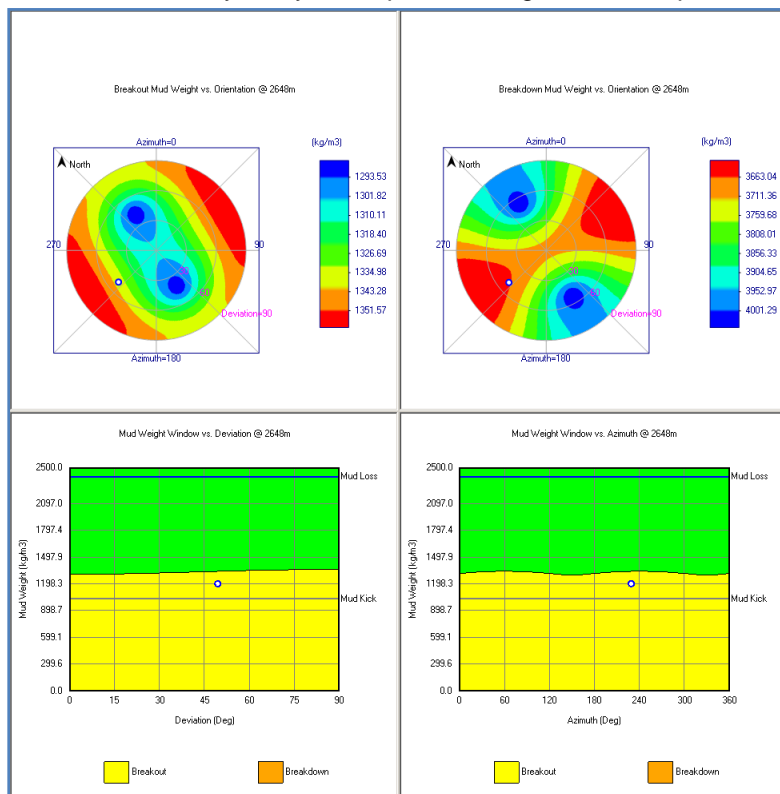 Breakout Mud Weight vs. Orientation @ 2648m
Azimuth=0
(kg/m3)
North
1293.53
1301.82
1310.11
1318.40
1326.69
1334.98
1343.28
1351.57
270
90
30
60
Deviation=90
Azimuth=180
Breakdown Mud Weight vs. Orientation @ 2648m
Azimuth=0
(kg/m3)
North
3663.04
3711.36
3759.68
3808.01
3856.33
3904.65
3952.97
4001.29
270
90
30
60
Deviation=90
Azimuth=180
Mud Weight Window vs. Deviation @ 2648m
2500.0
2097.0
1797.4
1497.9
1198.3
898.7
599.1
299.6
0.0
Mud Weight (kg/m3)
Mud Loss
Mud Kick
0 15 30 45 60 75 90
Deviation (Deg)
Breakout Breakdown
Mud Weight Window vs. Azimuth @ 2648m
2500.0
2097.0
1797.4
1497.9
1198.3
898.7
599.1
299.6
0.0
Mud Weight (kg/m3)
Mud Loss
Mud Kick
0 60 120 180 240 300 360
Azimuth (Deg)
Breakout Breakdown